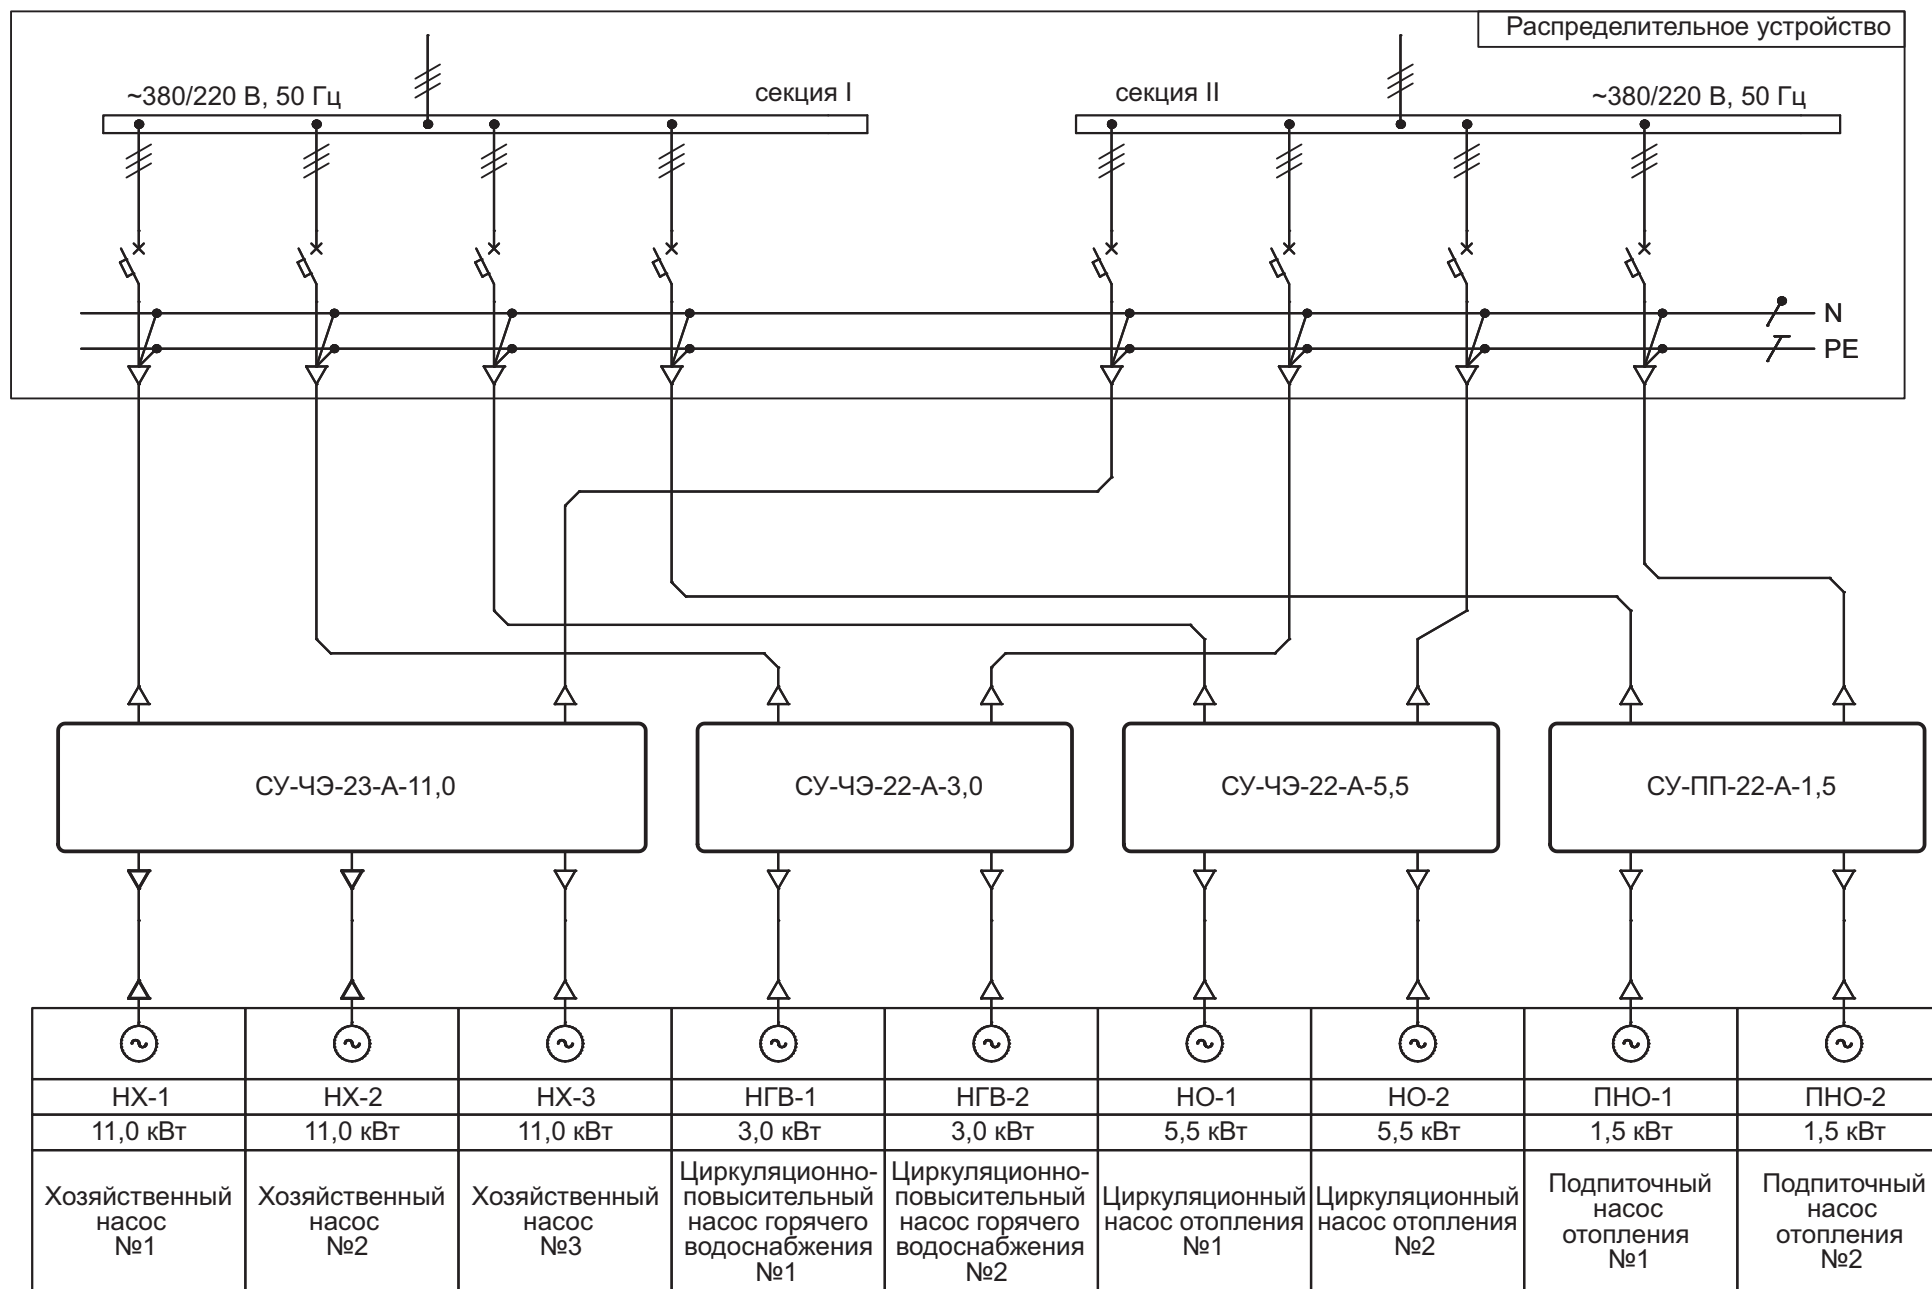 Распределительное устройство
~380/220 В, 50 Гц
секция I
секция II
~380/220 В, 50 Гц
N
PE
СУ-ЧЭ-23-А-11,0
СУ-ЧЭ-22-А-3,0
СУ-ЧЭ-22-А-5,5
СУ-ПП-22-А-1,5
НХ-1
НХ-2
НХ-3
НГВ-1
НГВ-2
НО-1
НО-2
ПНО-1
ПНО-2
11,0 кВт
11,0 кВт
11,0 кВт
3,0 кВт
3,0 кВт
5,5 кВт
5,5 кВт
1,5 кВт
1,5 кВт
Хозяйственный
насос
№1
Хозяйственный
насос
№2
Хозяйственный
насос
№3
Циркуляционно-
повысительный
насос горячего
водоснабжения
№1
Циркуляционно-
повысительный
насос горячего
водоснабжения
№2
Циркуляционный
насос отопления
№1
Циркуляционный
насос отопления
№2
Подпиточный
насос
отопления
№1
Подпиточный
насос
отопления
№2